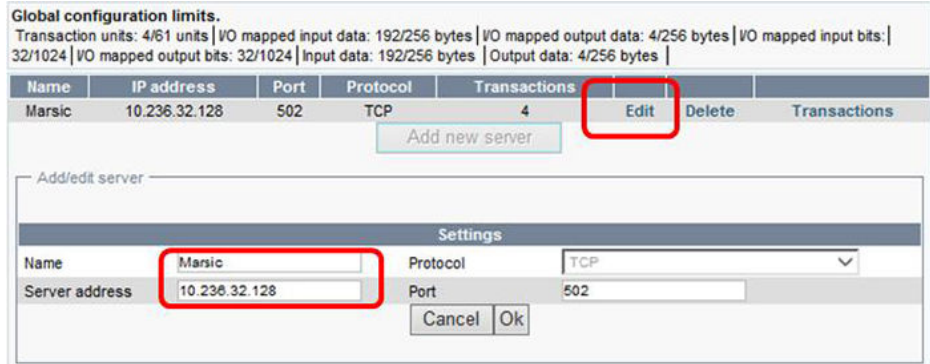 Global configuration limits.
Transaction units: 4/61 units | I/O mapped input data: 192/256 bytes | I/O mapped output data: 4/256 bytes | I/O mapped input bits: |
32/1024 | I/O mapped output bits: 32/1024 | Input data: 192/256 bytes | Output data: 4/256 bytes |
Name IP address Port Protocol Transactions
Marsic 10.236.32.128 502 TCP 4 Edit Delete Transactions
Add new server
Add/edit server
Settings
Name Marsic Protocol TCP
Server address 10.236.32.128 Port 502
Cancel Ok